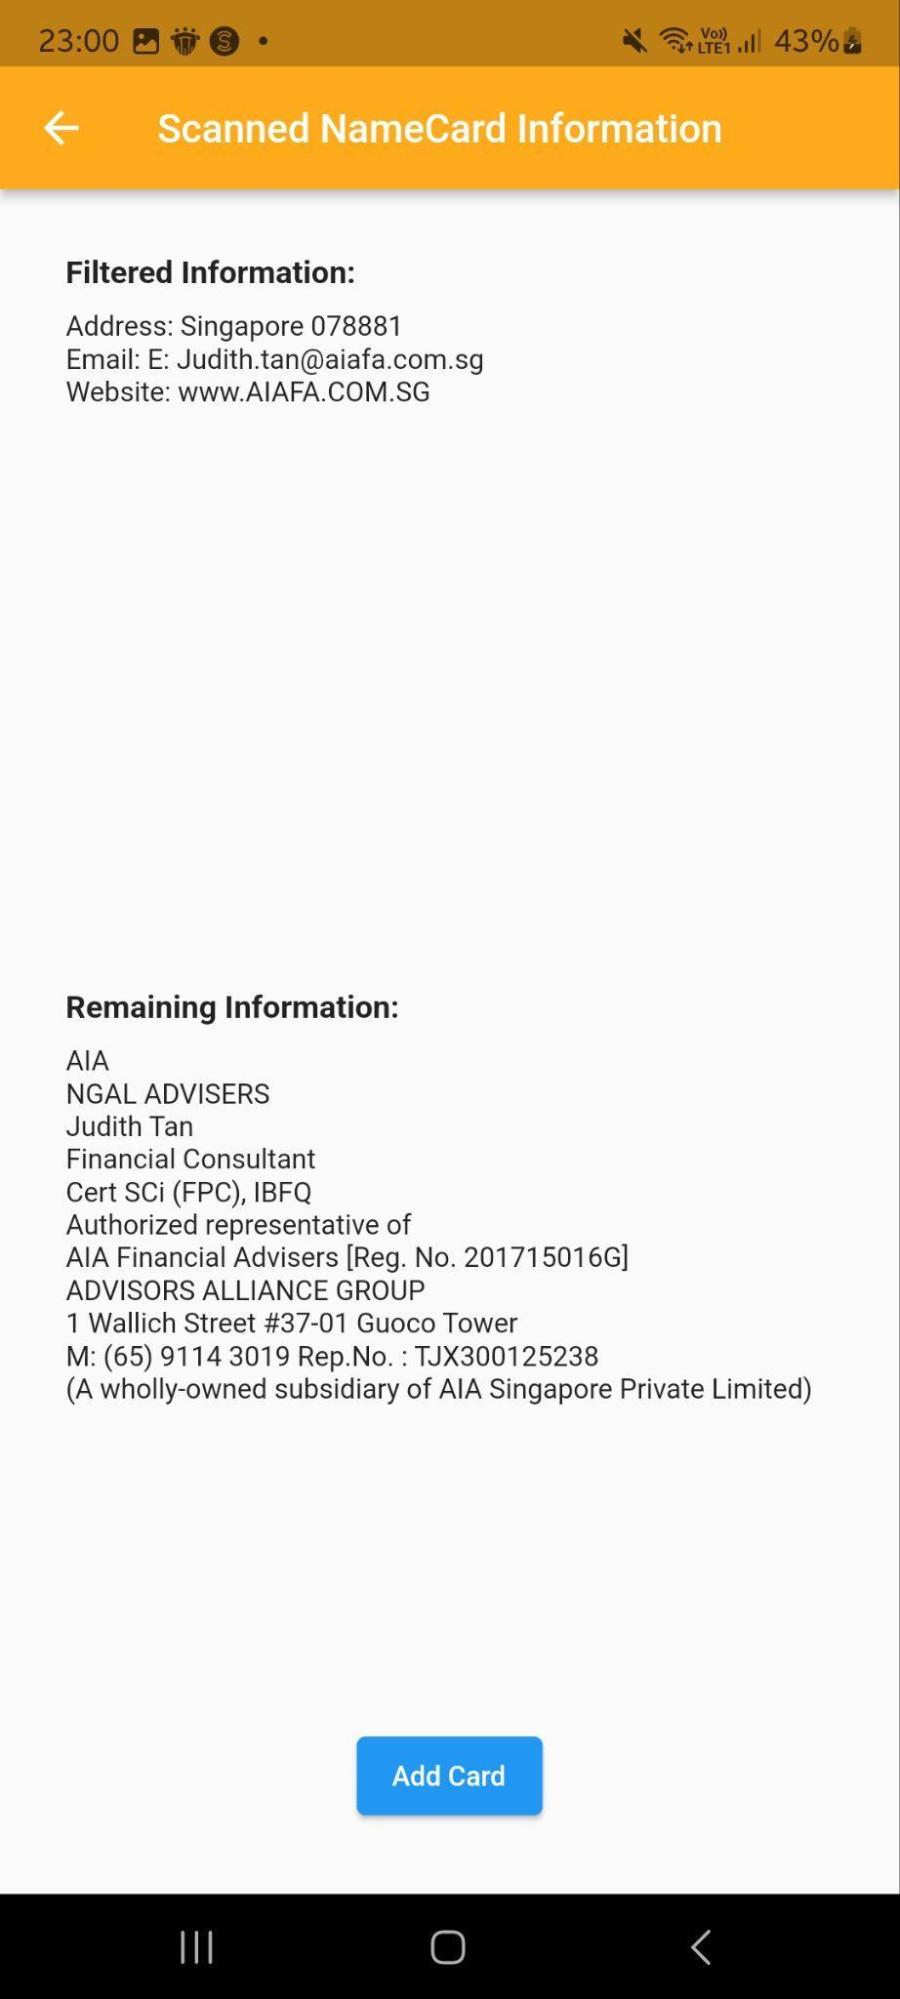 23:00
Vo)) LTE1 43%
Scanned NameCard Information
Filtered Information:
Address: Singapore 078881
Email: E: Judith.tan@aiafa.com.sg
Website: www.AIAFA.COM.SG
Remaining Information:
AIA
NGAL ADVISERS
Judith Tan
Financial Consultant
Cert SCi (FPC), IBFQ
Authorized representative of
AIA Financial Advisers [Reg. No. 201715016G]
ADVISORS ALLIANCE GROUP
1 Wallich Street #37-01 Guoco Tower
M: (65) 9114 3019 Rep.No. : TJX300125238
(A wholly-owned subsidiary of AIA Singapore Private Limited)
Add Card